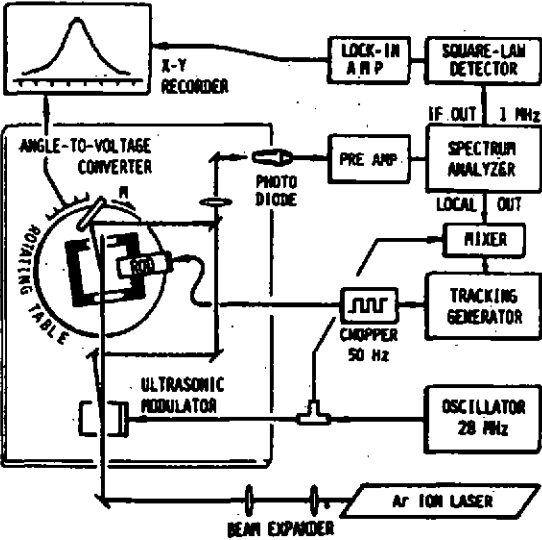 LOCK-IN
AMP
SQUARE-LAW
DETECTOR
X-Y
RECORDER
IF OUT 1 MHz
ANGLE-TO-VOLTAGE
CONVERTER
PRE AMP
SPECTRUM
ANALYZER
PHOTO
DIODE
M
LOCAL OUT
MIXER
ROTATING TABLE
ROD
TRACKING
GENERATOR
CHOPPER
50 Hz
ULTRASONIC
MODULATOR
OSCILLATOR
28 MHz
Ar ION LASER
BEAM EXPANDER